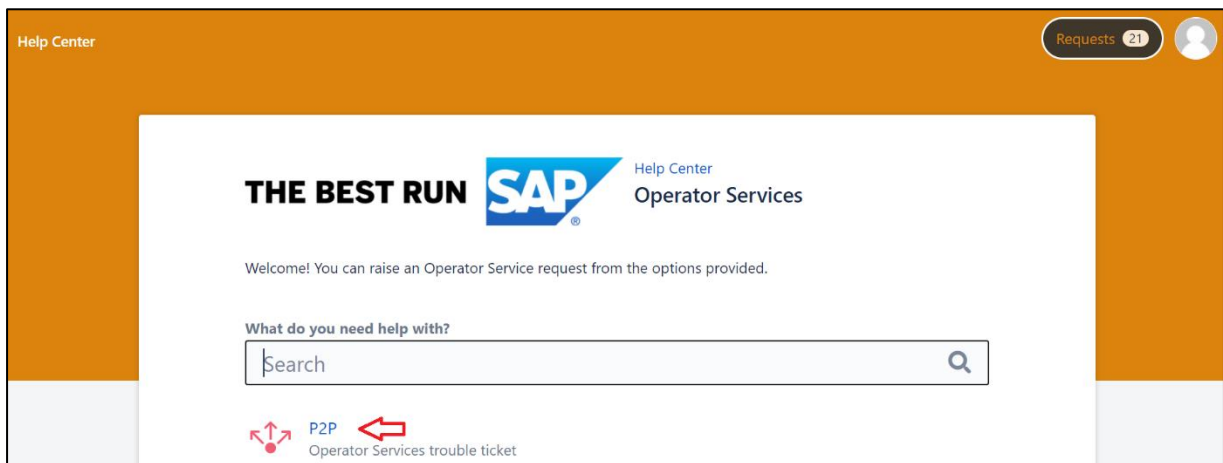 Help Center
Requests 21
THE BEST RUN SAP ®
Help Center
Operator Services
Welcome! You can raise an Operator Service request from the options provided.
What do you need help with?
Search
P2P
Operator Services trouble ticket